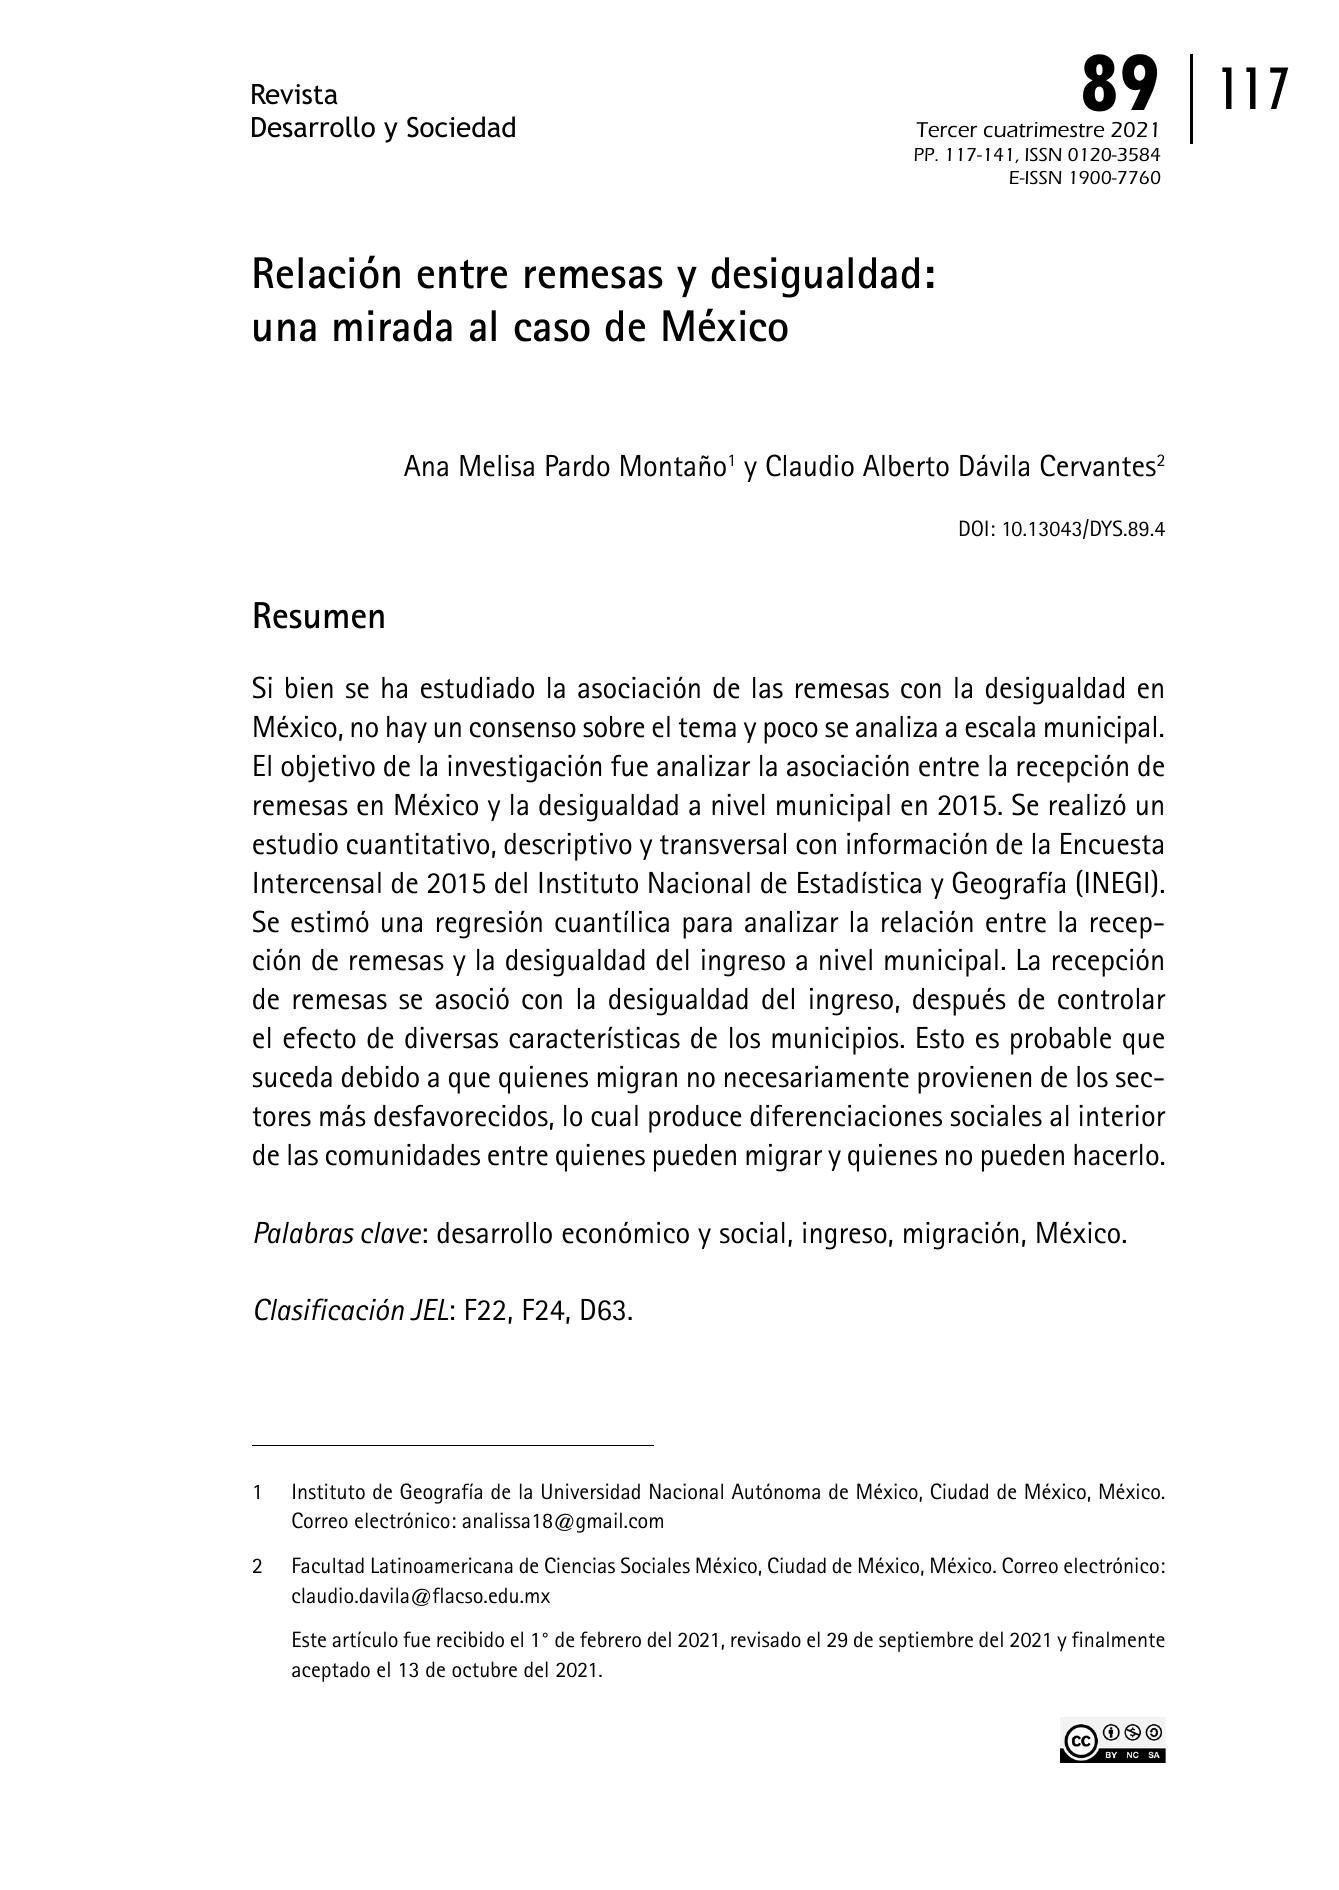 Revista
Desarrollo y Sociedad
89
117
Tercer cuatrimestre 2021
PP. 117-141, ISSN 0120-3584
E-ISSN 1900-7760
Relación entre remesas y desigualdad:
una mirada al caso de México
Ana Melisa Pardo Montaño1 y Claudio Alberto Dávila Cervantes2
DOI: 10.13043/DYS.89.4
Resumen
Si bien se ha estudiado la asociación de las remesas con la desigualdad en
México, no hay un consenso sobre el tema y poco se analiza a escala municipal.
El objetivo de la investigación fue analizar la asociación entre la recepción de
remesas en México y la desigualdad a nivel municipal en 2015. Se realizó un
estudio cuantitativo, descriptivo y transversal con información de la Encuesta
Intercensal de 2015 del Instituto Nacional de Estadística y Geografía (INEGI).
Se estimó una regresión cuantílica para analizar la relación entre la recep-
ción de remesas y la desigualdad del ingreso a nivel municipal. La recepción
de remesas se asoció con la desigualdad del ingreso, después de controlar
el efecto de diversas características de los municipios. Esto es probable que
suceda debido a que quienes migran no necesariamente provienen de los sec-
tores más desfavorecidos, lo cual produce diferenciaciones sociales al interior
de las comunidades entre quienes pueden migrar y quienes no pueden hacerlo.
Palabras clave: desarrollo económico y social, ingreso, migración, México.
Clasificación JEL: F22, F24, D63.
1 Instituto de Geografía de la Universidad Nacional Autónoma de México, Ciudad de México, México.
Correo electrónico: analissa18@gmail.com
2 Facultad Latinoamericana de Ciencias Sociales México, Ciudad de México, México. Correo electrónico:
claudio.davila@flacso.edu.mx
Este artículo fue recibido el 1° de febrero del 2021, revisado el 29 de septiembre del 2021 y finalmente
aceptado el 13 de octubre del 2021.
cc
BY NC SA